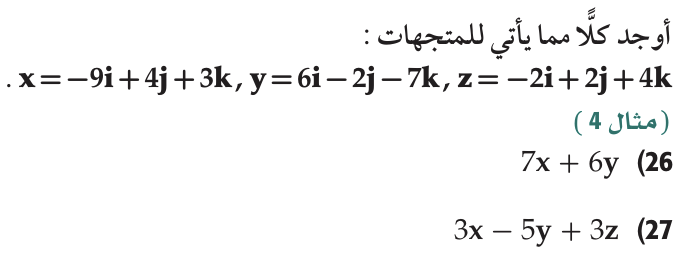 أوجد كلًّا مما يأتي للمتجهات :
x = −9i + 4j + 3k, y = 6i − 2j − 7k, z = −2i + 2j + 4k .
( مثال 4 )
26) 7x + 6y
27) 3x − 5y + 3z